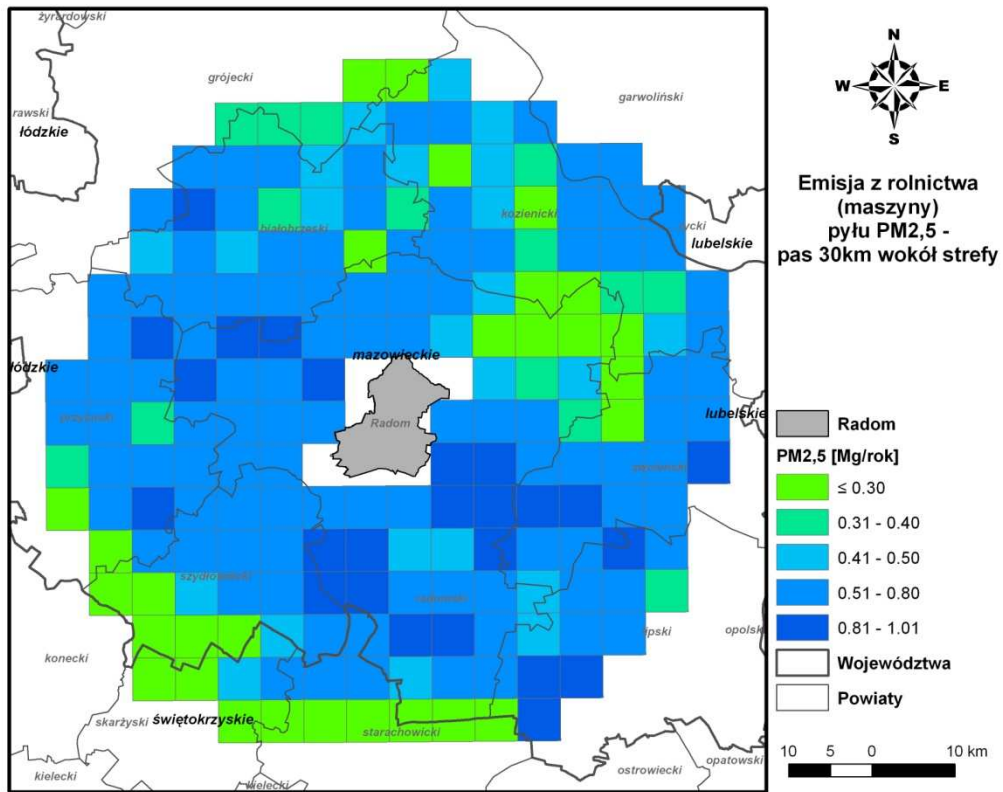 żyrardowski
grójecki
garwoliński
rawski
łódzkie
kozienicki
białobrzeski
lubelskie
mazowieckie
łódzkie
przysuski
Radom
lubelskie
zwoleński
szydłowiecki
radomski
lipski
opolski
konecki
skarżyski
świętokrzyskie
starachowicki
kielecki
kielecki
ostrowiecki
opatowski
N
W E
S
Emisja z rolnictwa
(maszyny)
pyłu PM2,5 -
pas 30km wokół strefy
Radom
PM2,5 [Mg/rok]
≤ 0.30
0.31 - 0.40
0.41 - 0.50
0.51 - 0.80
0.81 - 1.01
Województwa
Powiaty
10 5 0 10 km